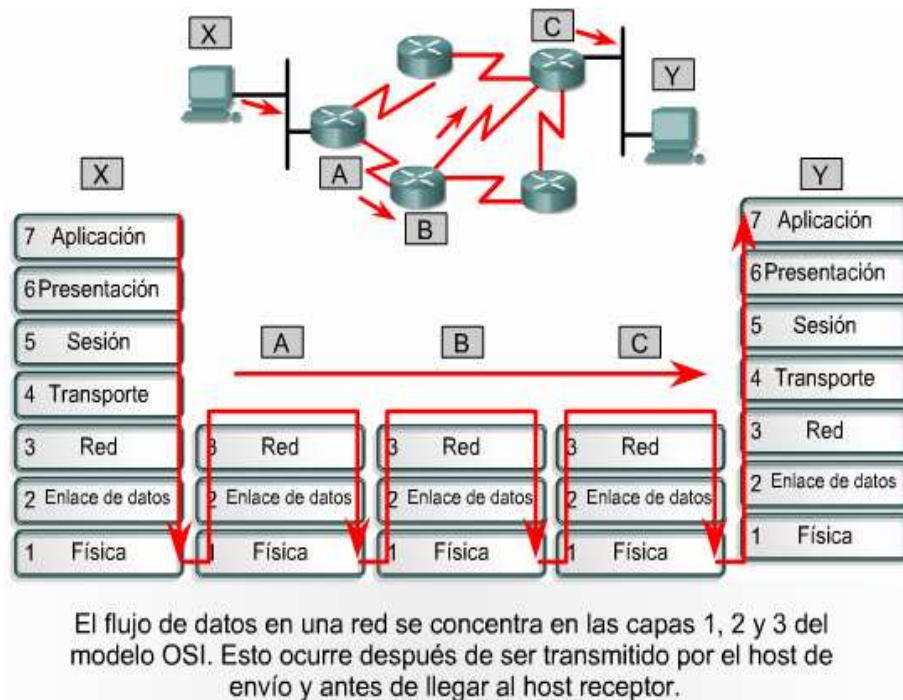 X
C
Y
A
B
X
7 Aplicación
6 Presentación
5 Sesión
4 Transporte
3 Red
2 Enlace de datos
1 Física
A
B
C
3 Red
2 Enlace de datos
1 Física
3 Red
2 Enlace de datos
1 Física
3 Red
2 Enlace de datos
1 Física
Y
7 Aplicación
6 Presentación
5 Sesión
4 Transporte
3 Red
2 Enlace de datos
1 Física
El flujo de datos en una red se concentra en las capas 1, 2 y 3 del
modelo OSI. Esto ocurre después de ser transmitido por el host de
envío y antes de llegar al host receptor.